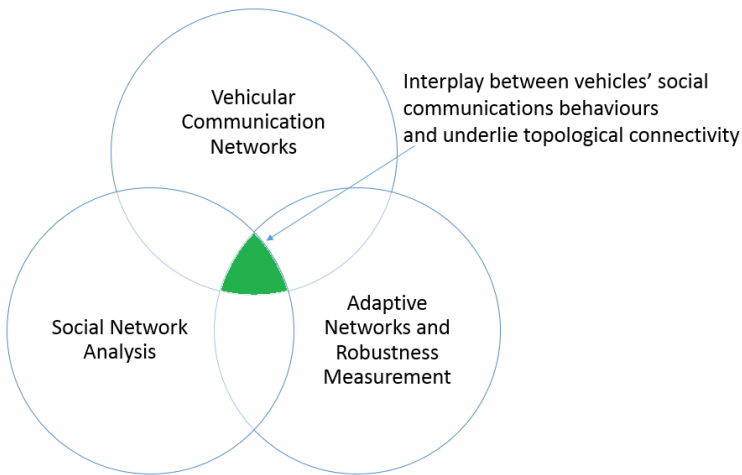 Vehicular
Communication
Networks
Interplay between vehicles' social
communications behaviours
and underlie topological connectivity
Social Network
Analysis
Adaptive
Networks and
Robustness
Measurement